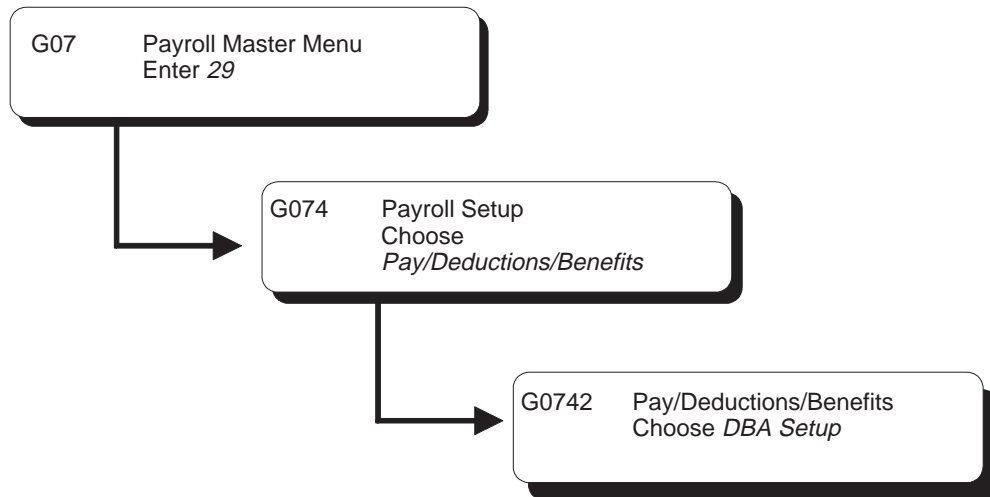 G07 Payroll Master Menu
Enter 29
G074 Payroll Setup
Choose
Pay/Deductions/Benefits
G0742 Pay/Deductions/Benefits
Choose DBA Setup